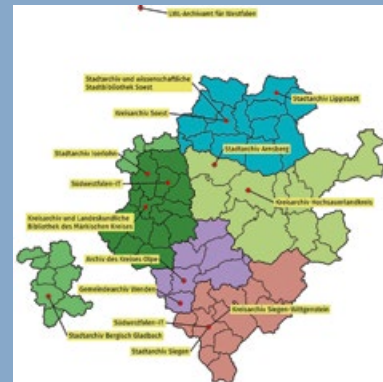 LWL-Archivamt für Westfalen
Stadtarchiv und wissenschaftliche
Stadtbibliothek Soest
Stadtarchiv Lippstadt
Kreisarchiv Soest
Stadtarchiv Iserlohn
Stadtarchiv Arnsberg
Südwestfalen-IT
Kreisarchiv Hochsauerlandkreis
Kreisarchiv und Landeskundliche
Bibliothek des Märkischen Kreises
Archiv des Kreises Olpe
Gemeindearchiv Wenden
Kreisarchiv Siegen-Wittgenstein
Südwestfalen-IT
Stadtarchiv Bergisch Gladbach
Stadtarchiv Siegen